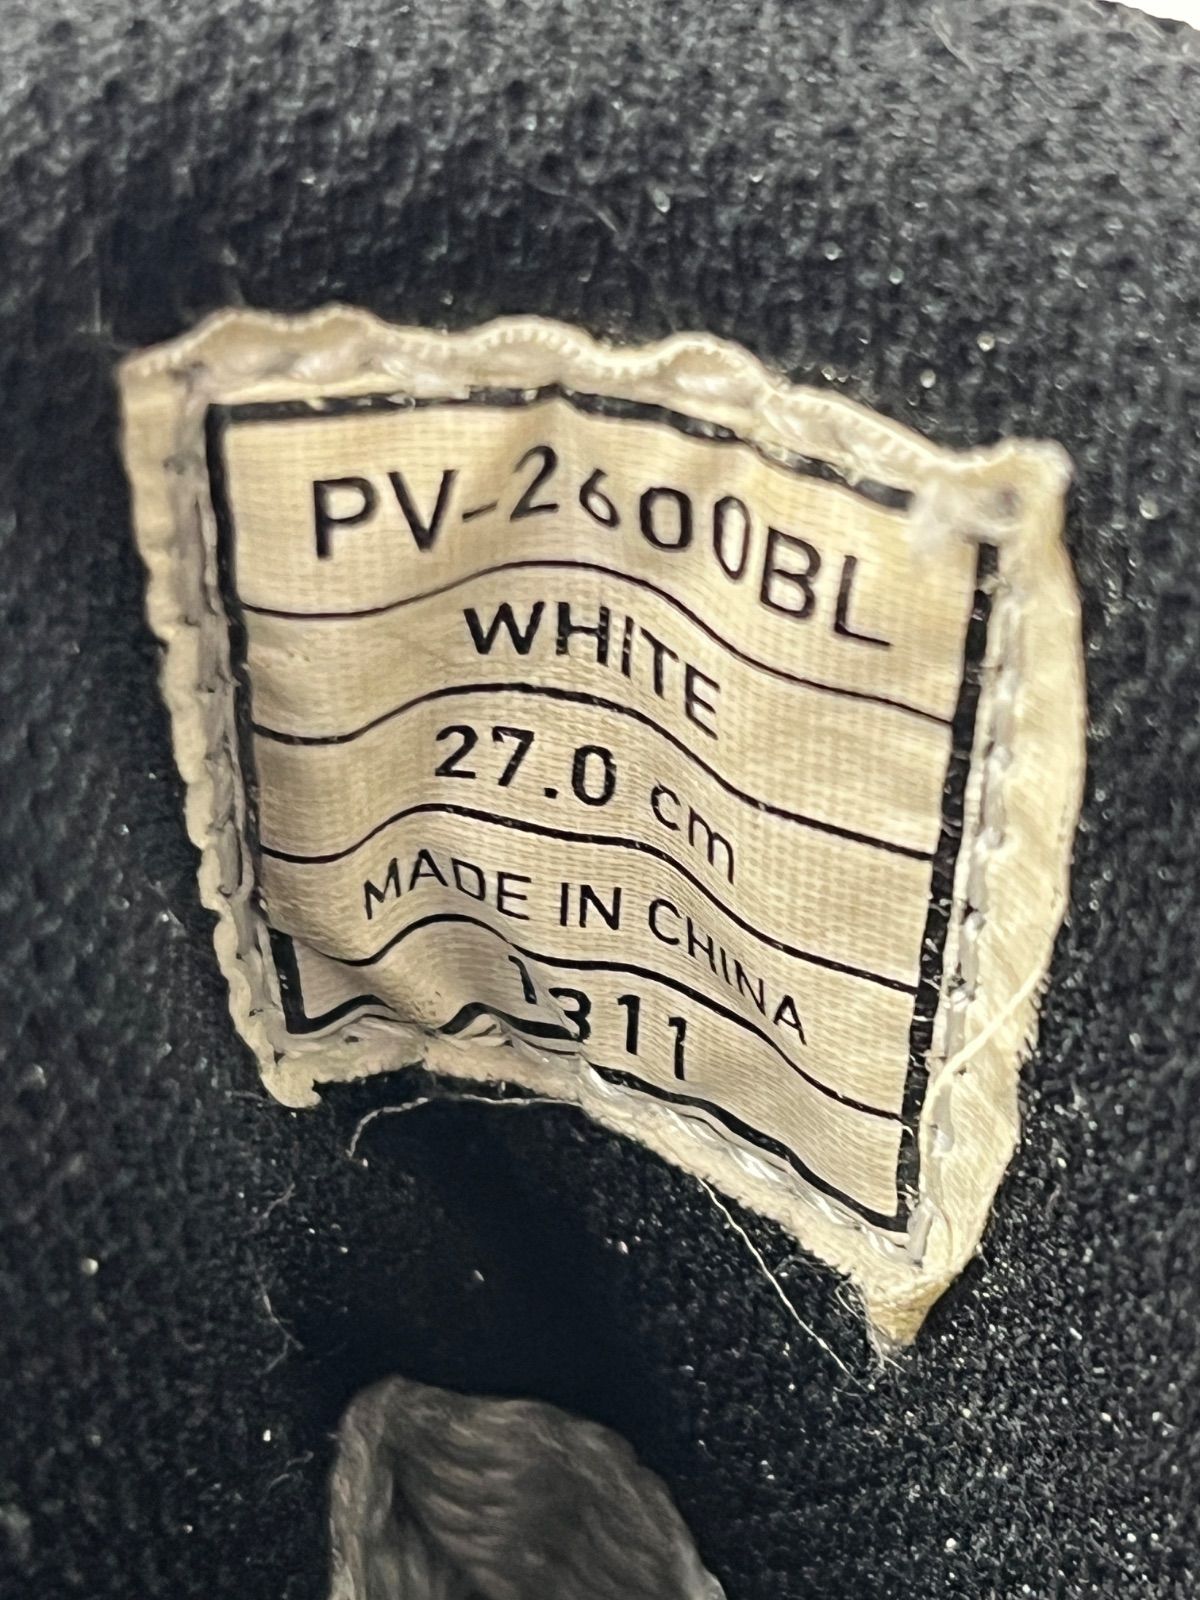 PV-2600BL
WHITE
27.0 cm
MADE IN CHINA
1311